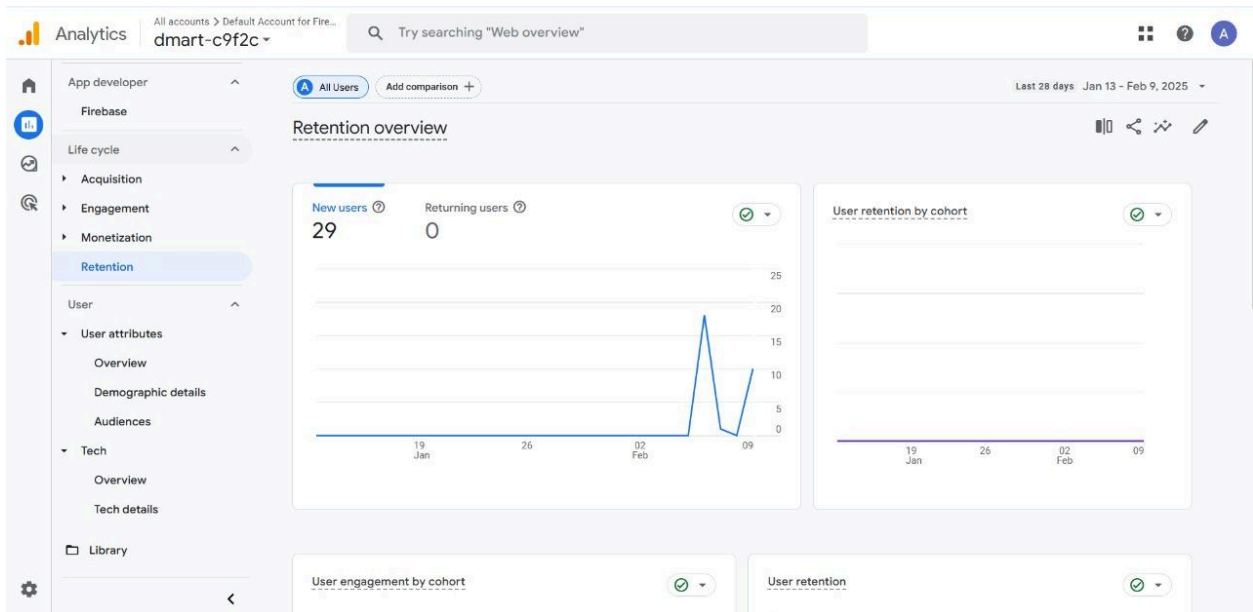 Analytics
All accounts > Default Account for Fire...
dmart-c9f2c
Try searching "Web overview"
A
App developer
Firebase
Life cycle
Acquisition
Engagement
Monetization
Retention
User
User attributes
Overview
Demographic details
Audiences
Tech
Overview
Tech details
Library
A All Users
Add comparison +
Last 28 days Jan 13 - Feb 9, 2025
Retention overview
New users
29
Returning users
0
25
20
15
10
5
0
19
Jan
26
02
Feb
09
User retention by cohort
19
Jan
26
02
Feb
09
User engagement by cohort
User retention